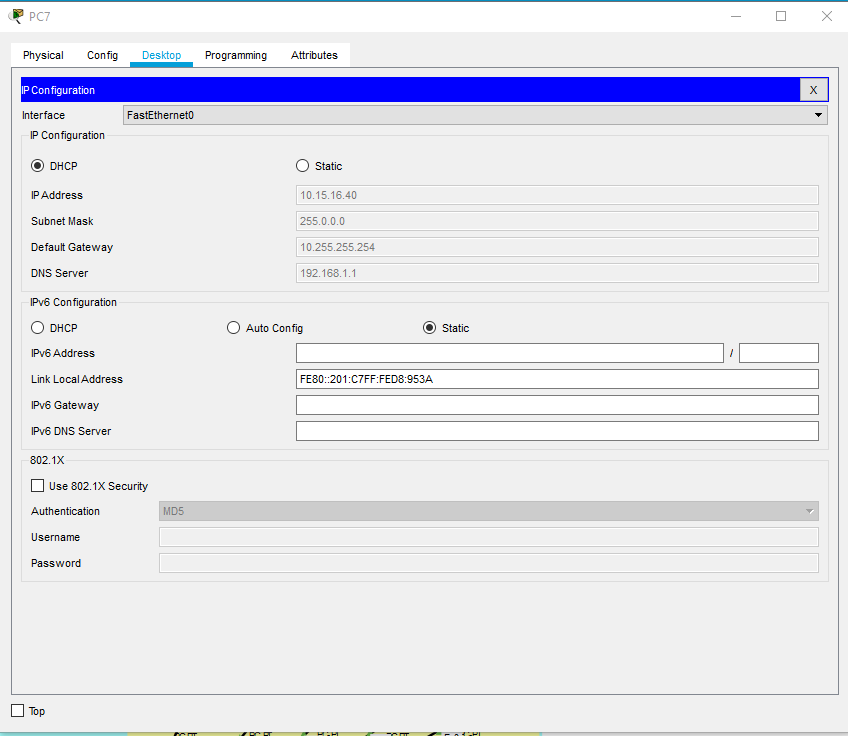 PC7
Physical Config Desktop Programming Attributes
IP Configuration X
Interface FastEthernet0
IP Configuration
DHCP Static
IP Address 10.15.16.40
Subnet Mask 255.0.0.0
Default Gateway 10.255.255.254
DNS Server 192.168.1.1
IPv6 Configuration
DHCP Auto Config Static
IPv6 Address /
Link Local Address FE80::201:C7FF:FED8:953A
IPv6 Gateway
IPv6 DNS Server
802.1X
Use 802.1X Security
Authentication MD5
Username
Password
Top